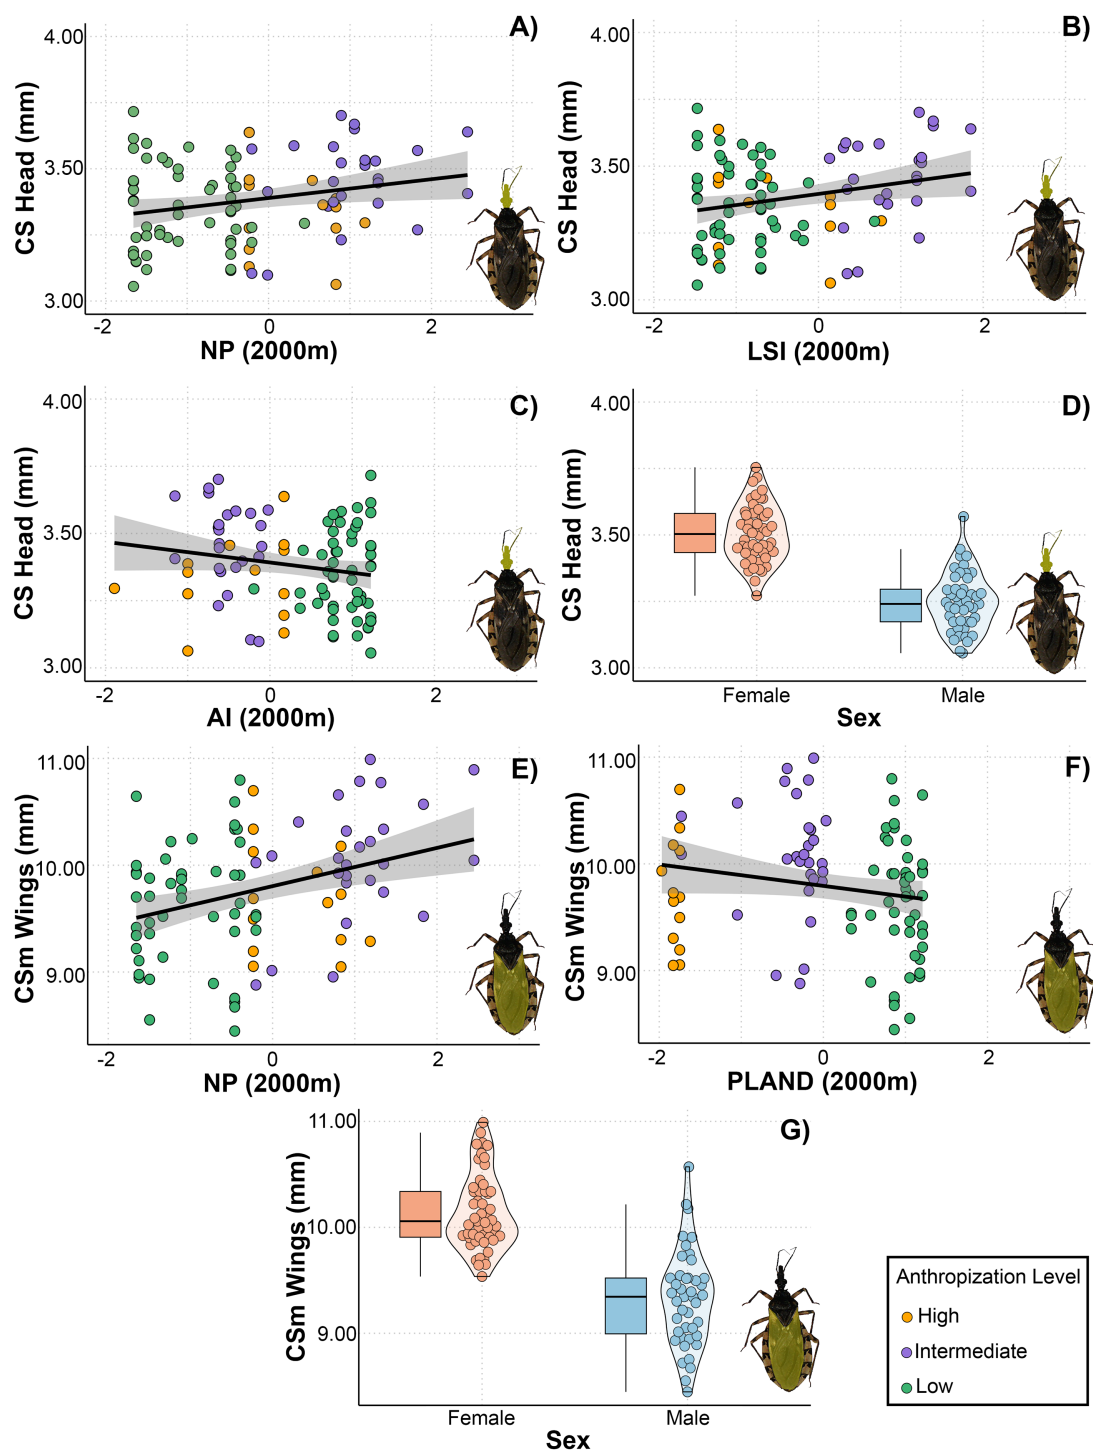 A)
CS Head (mm)
4.00
3.50
3.00
-2 0 2
NP (2000m)
B)
CS Head (mm)
4.00
3.50
3.00
-2 0 2
LSI (2000m)
C)
CS Head (mm)
4.00
3.50
3.00
-2 0 2
AI (2000m)
D)
CS Head (mm)
4.00
3.50
3.00
Female Male
Sex
E)
CSm Wings (mm)
11.00
10.00
9.00
-2 0 2
NP (2000m)
F)
CSm Wings (mm)
11.00
10.00
9.00
-2 0 2
PLAND (2000m)
G)
CSm Wings (mm)
11.00
10.00
9.00
Female Male
Sex
Anthropization Level
High
Intermediate
Low